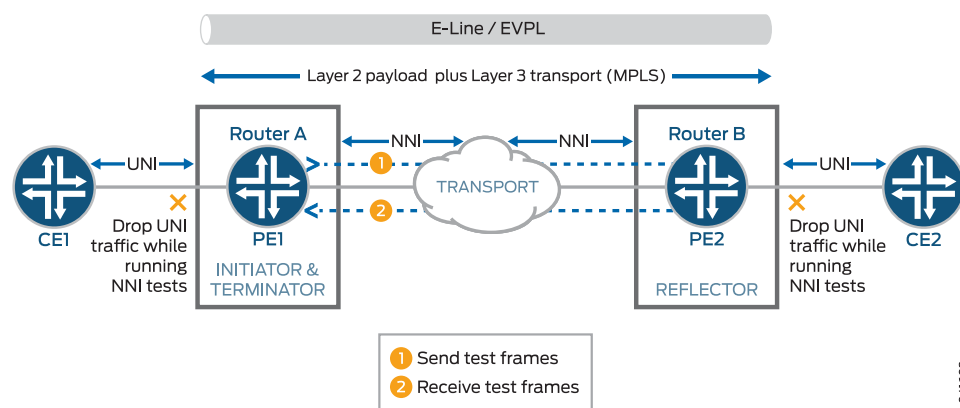 E-Line / EVPL
Layer 2 payload plus Layer 3 transport (MPLS)
Router A
Router B
UNI
NNI
NNI
UNI
1
TRANSPORT
2
CE1
PE1
PE2
CE2
Drop UNI
traffic while
running
NNI tests
INITIATOR &
TERMINATOR
REFLECTOR
Drop UNI
traffic while
running
NNI tests
1 Send test frames
2 Receive test frames